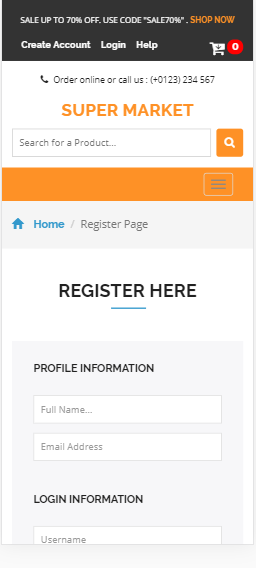 SALE UP TO 70% OFF. USE CODE "SALE70%" . SHOP NOW
Create Account Login Help 0
Order online or call us : (+0123) 234 567
SUPER MARKET
Search for a Product...
Home / Register Page
REGISTER HERE
PROFILE INFORMATION
Full Name...
Email Address
LOGIN INFORMATION
Username